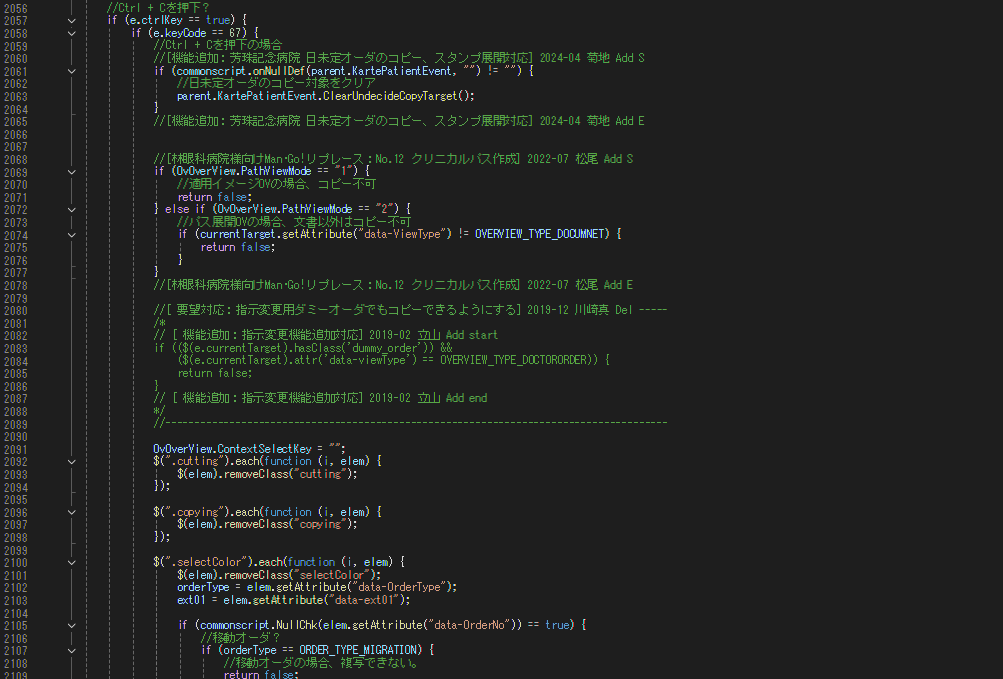 2056 //Ctrl + Cを押下？
2057 if (e.ctrlKey == true) {
2058 if (e.keyCode == 67) {
2059 //Ctrl + Cを押下の場合
2060 //[機能追加：芳珠記念病院 日未定オーダのコピー、スタンプ展開対応] 2024-04 菊地 Add S
2061 if (commonscript.onNullDef(parent.KartePatientEvent, "") != "") {
2062 //日未定オーダのコピー対象をクリア
2063 parent.KartePatientEvent.ClearUndecideCopyTarget();
2064 }
2065 //[機能追加：芳珠記念病院 日未定オーダのコピー、スタンプ展開対応] 2024-04 菊地 Add E
2066
2067
2068 //[林眼科病院様向けMan･Go!リプレース：No.12 クリニカルパス作成] 2022-07 松尾 Add S
2069 if (OvOverView.PathViewMode == "1") {
2070 //適用イメージOVの場合、コピー不可
2071 return false;
2072 } else if (OvOverView.PathViewMode == "2") {
2073 //パス展開OVの場合、文書以外はコピー不可
2074 if (currentTarget.getAttribute("data-ViewType") != OVERVIEW_TYPE_DOCUMNET) {
2075 return false;
2076 }
2077 }
2078 //[林眼科病院様向けMan･Go!リプレース：No.12 クリニカルパス作成] 2022-07 松尾 Add E
2079
2080 //[ 要望対応：指示変更用ダミーオーダでもコピーできるようにする] 2019-12 川崎真 Del -----
2081 /*
2082 // [ 機能追加：指示変更機能追加対応] 2019-02 立山 Add start
2083 if (($(e.currentTarget).hasClass('dummy_order')) &&
2084 ($(e.currentTarget).attr('data-viewType') == OVERVIEW_TYPE_DOCTORORDER)) {
2085 return false;
2086 }
2087 // [ 機能追加：指示変更機能追加対応] 2019-02 立山 Add end
2088 */
2089 //--------------------------------------------------------------------------------------
2090
2091 OvOverView.ContextSelectKey = "";
2092 $(".cutting").each(function (i, elem) {
2093 $(elem).removeClass("cutting");
2094 });
2095
2096 $(".copying").each(function (i, elem) {
2097 $(elem).removeClass("copying");
2098 });
2099
2100 $(".selectColor").each(function (i, elem) {
2101 $(elem).removeClass("selectColor");
2102 orderType = elem.getAttribute("data-OrderType");
2103 ext01 = elem.getAttribute("data-ext01");
2104
2105 if (commonscript.NullChk(elem.getAttribute("data-OrderNo")) == true) {
2106 //移動オーダ？
2107 if (orderType == ORDER_TYPE_MIGRATION) {
2108 //移動オーダの場合、複写できない。
2109 return false;